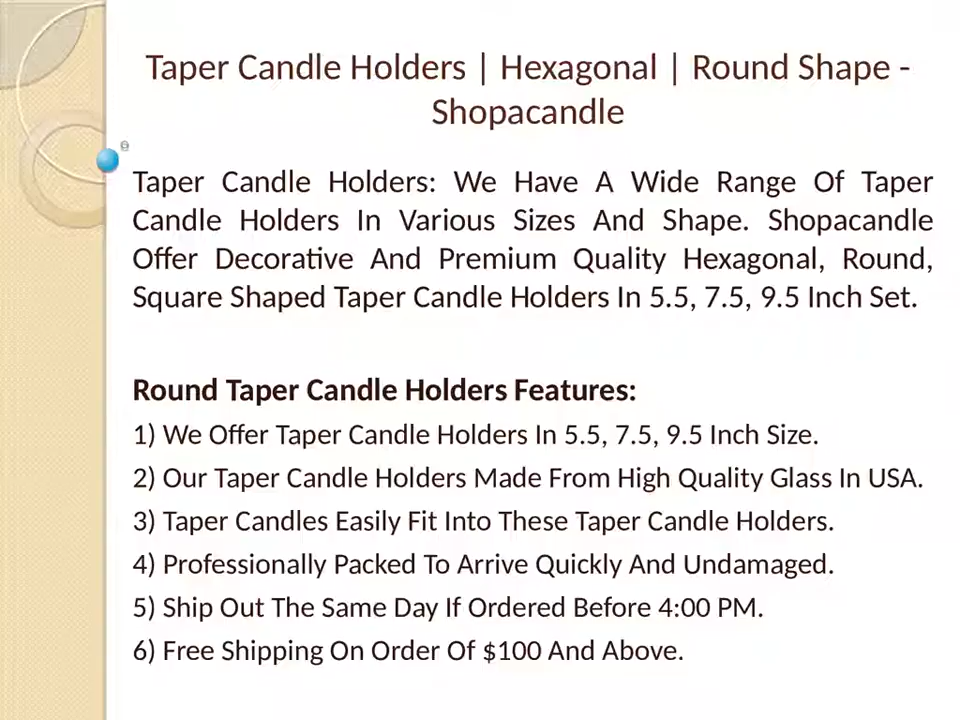 Taper Candle Holders | Hexagonal | Round Shape -
Shopacandle
Taper Candle Holders: We Have A Wide Range Of Taper
Candle Holders In Various Sizes And Shape. Shopacandle
Offer Decorative And Premium Quality Hexagonal, Round,
Square Shaped Taper Candle Holders In 5.5, 7.5, 9.5 Inch Set.
Round Taper Candle Holders Features:
1) We Offer Taper Candle Holders In 5.5, 7.5, 9.5 Inch Size.
2) Our Taper Candle Holders Made From High Quality Glass In USA.
3) Taper Candles Easily Fit Into These Taper Candle Holders.
4) Professionally Packed To Arrive Quickly And Undamaged.
5) Ship Out The Same Day If Ordered Before 4:00 PM.
6) Free Shipping On Order Of $100 And Above.